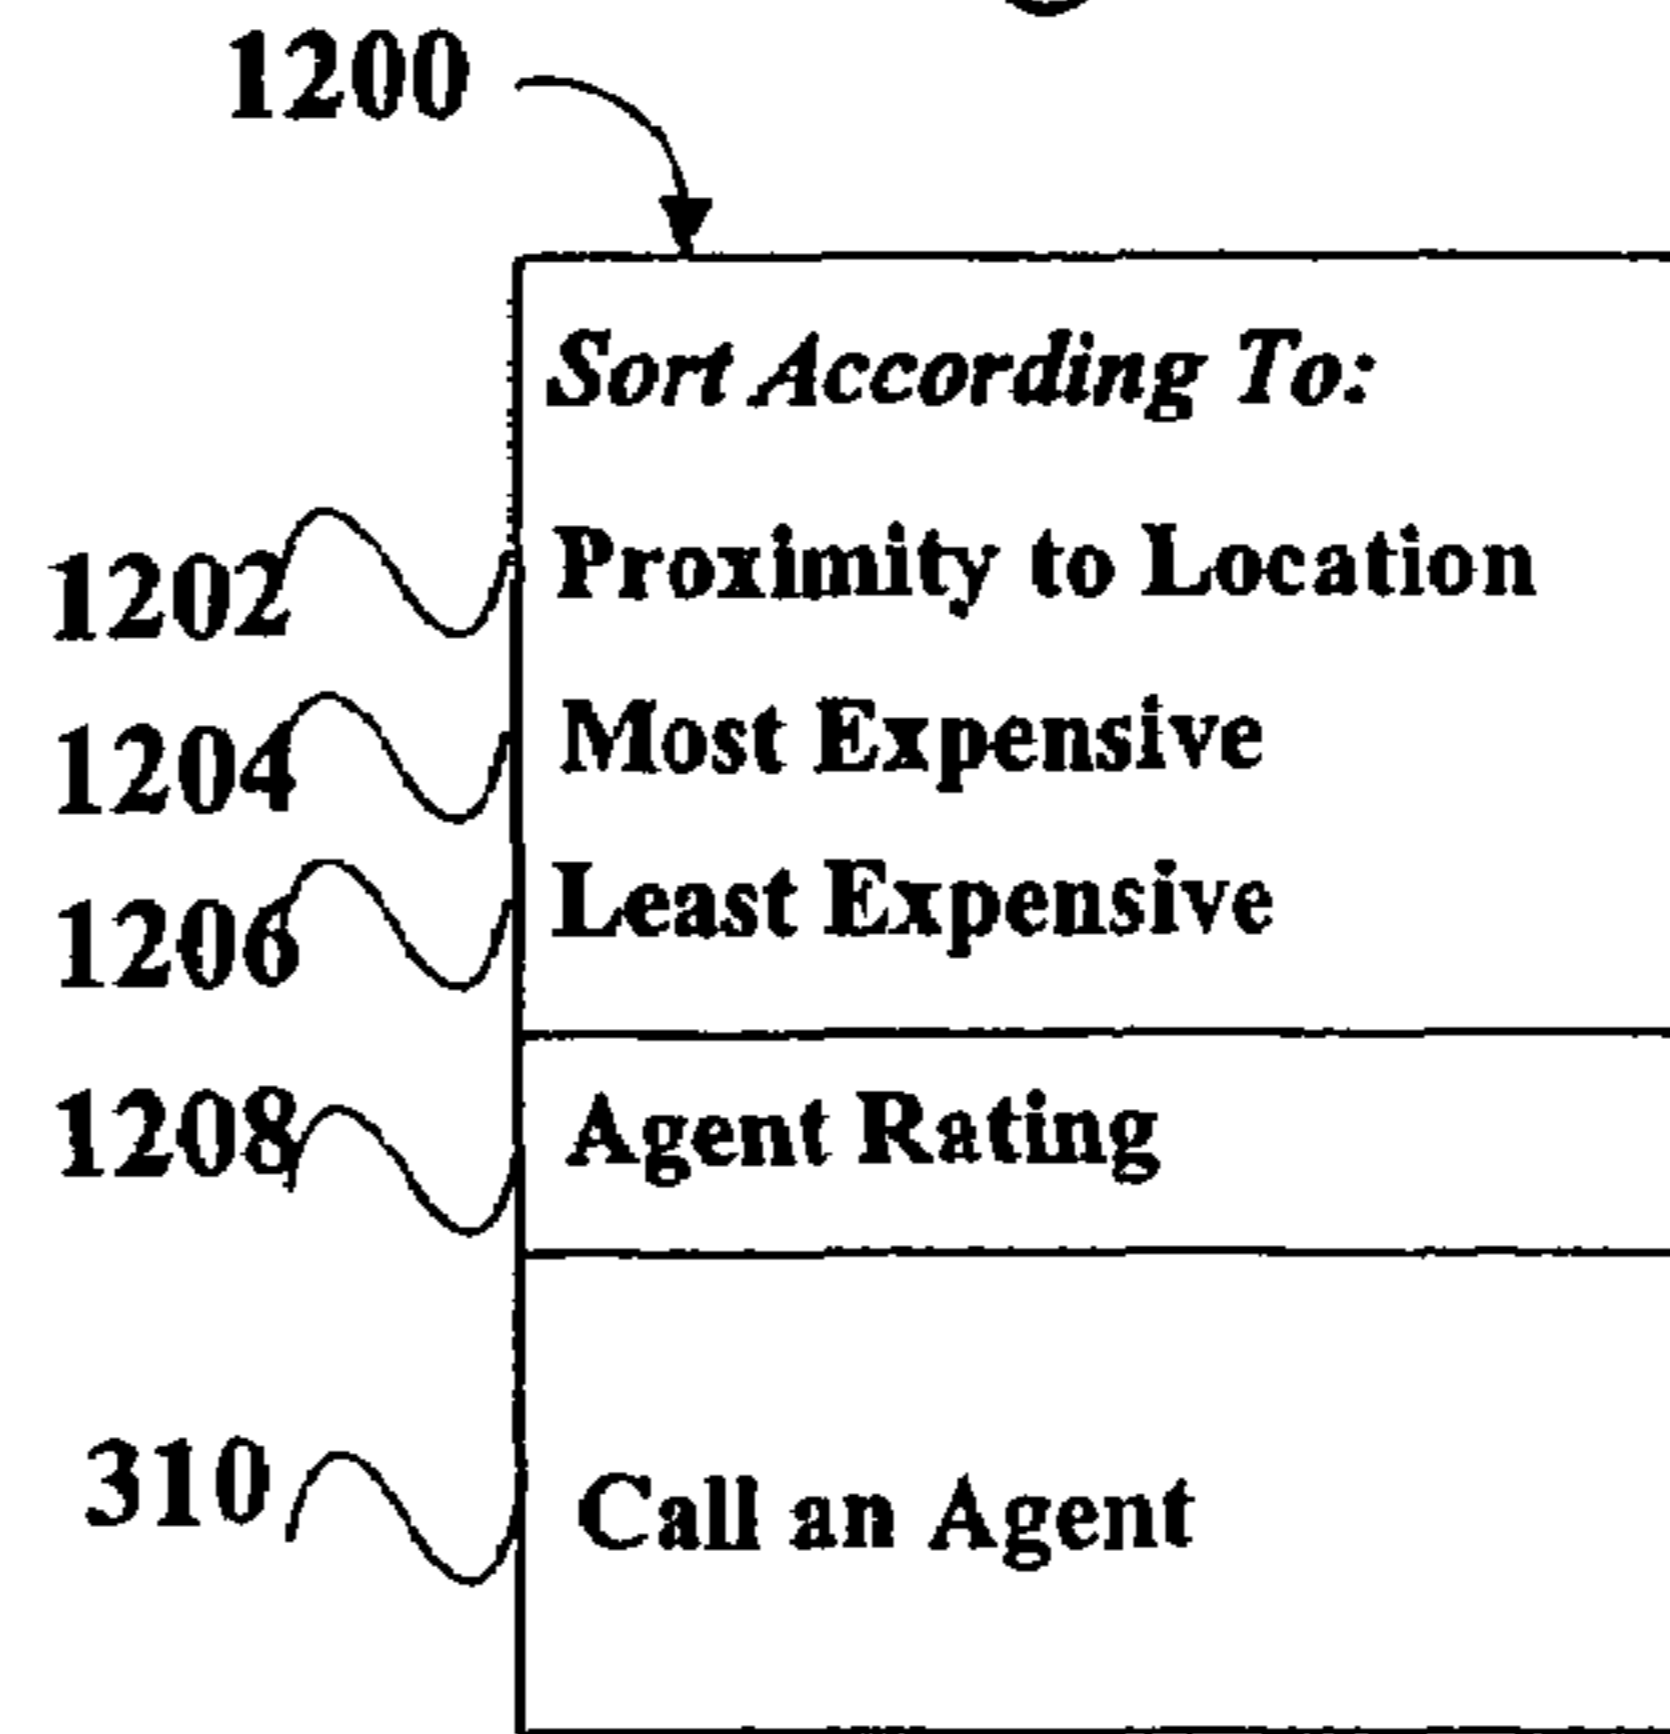 1200
Sort According To:
1202 Proximity to Location
1204 Most Expensive
1206 Least Expensive
1208 Agent Rating
310 Call an Agent